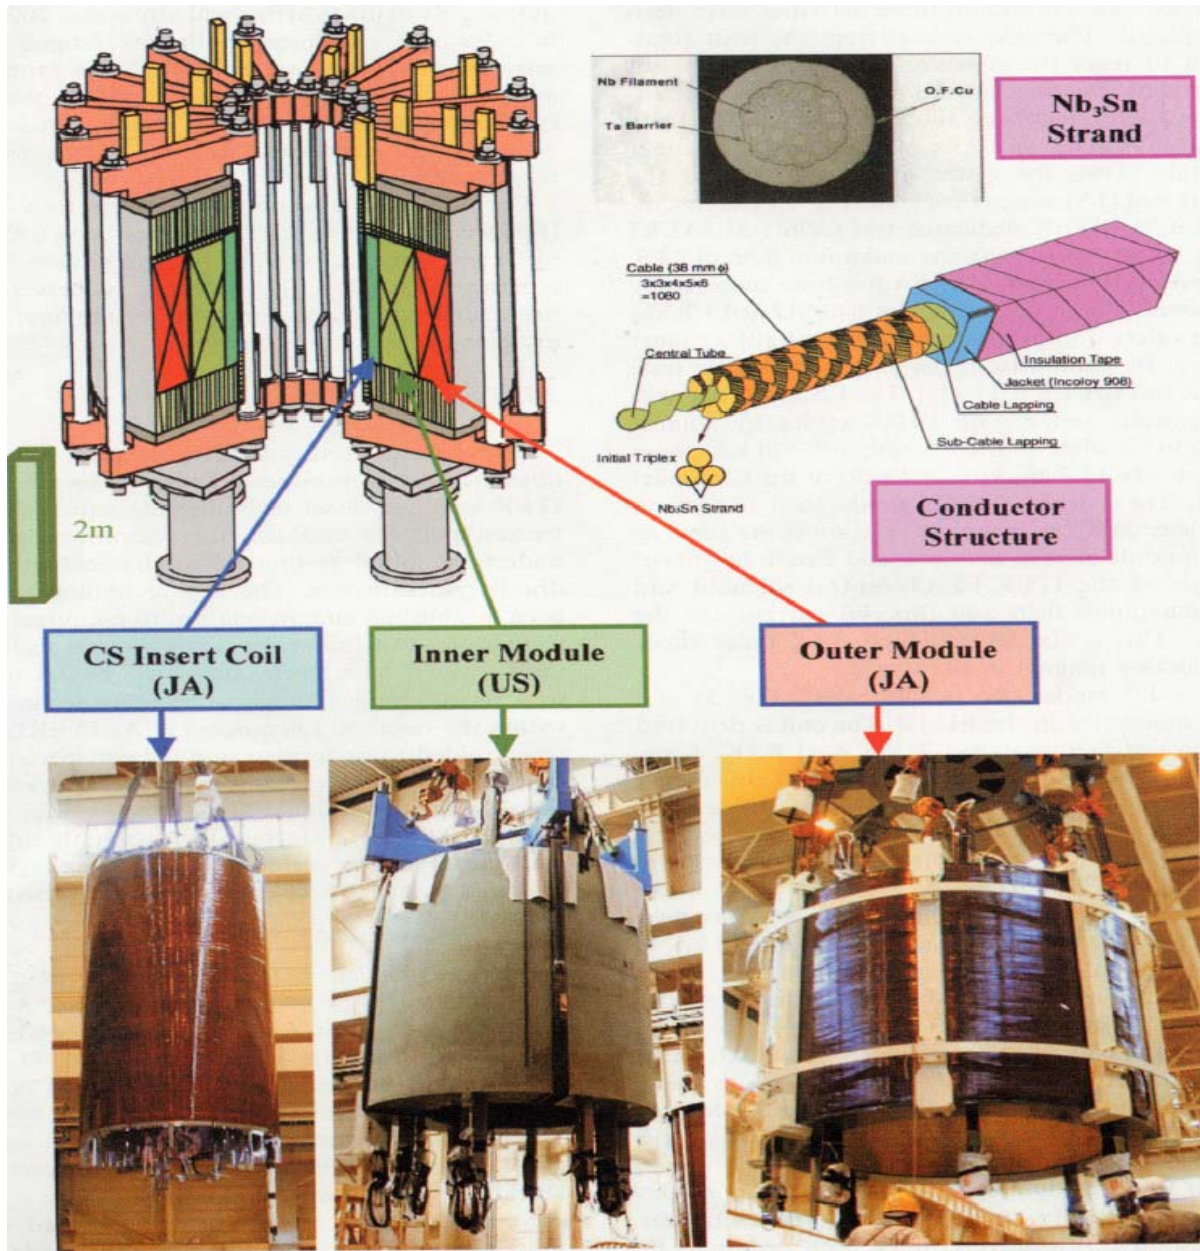 Nb Filament
O.F.Cu
Ta Barrier
Nb₃Sn
Strand
Cable (38 mm ϕ)
3x3x4x5x6
=1080
Central Tube
Insulation Tape
Jacket (Incoloy 908)
Cable Lapping
Sub-Cable Lapping
Initial Triplex
Nb₃Sn Strand
Conductor
Structure
2m
CS Insert Coil
(JA)
Inner Module
(US)
Outer Module
(JA)